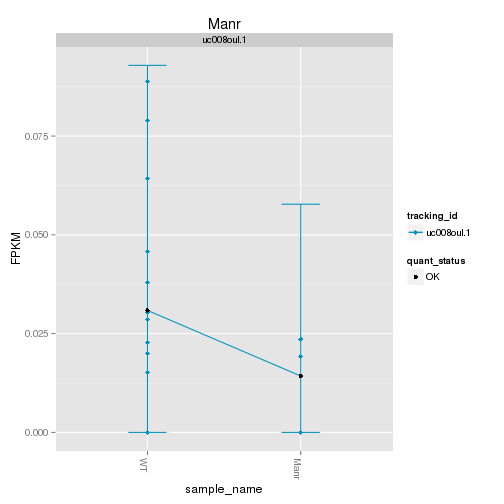 Manr
uc008oul.1
FPKM
0.075
0.050
0.025
0.000
WT
Manr
sample_name
tracking_id
uc008oul.1
quant_status
OK